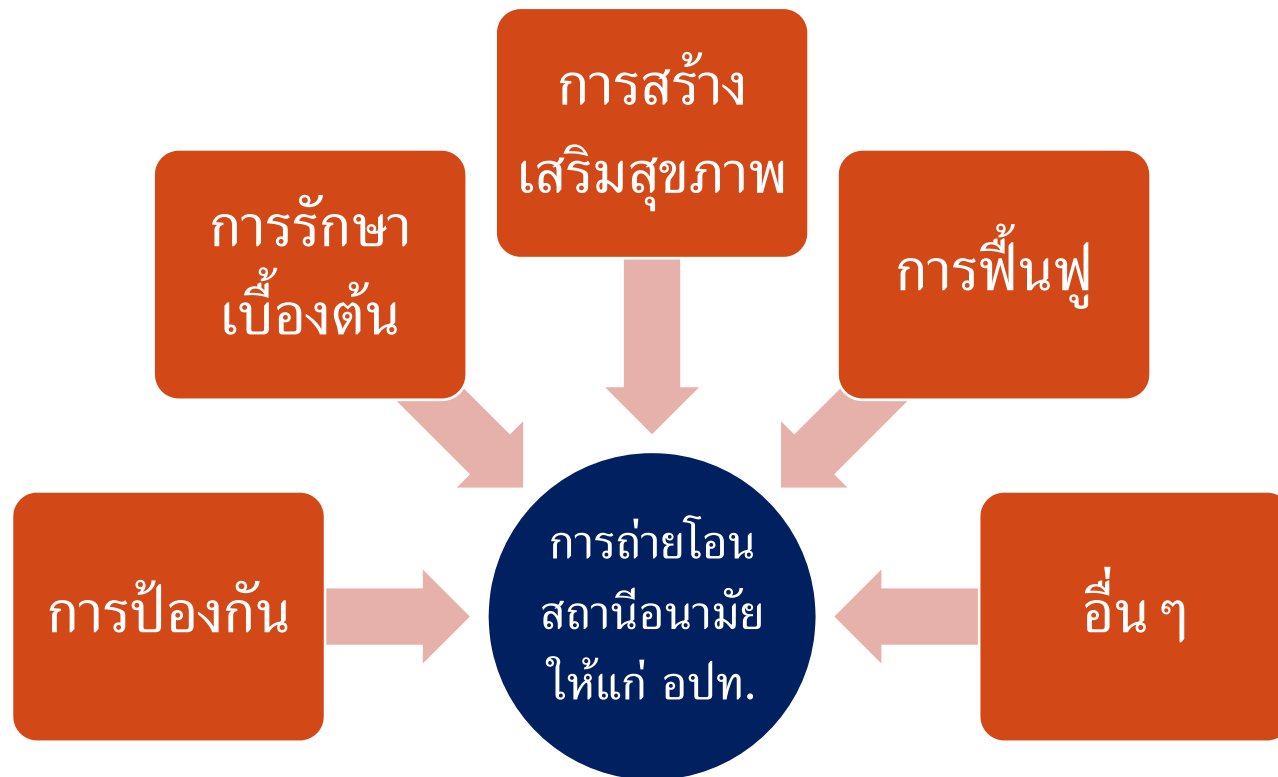 การสร้าง
เสริมสุขภาพ
การรักษา
เบื้องต้น
การฟื้นฟู
การป้องกัน
การถ่ายโอน
สถานีอนามัย
ให้แก่ อปท.
อื่น ๆ